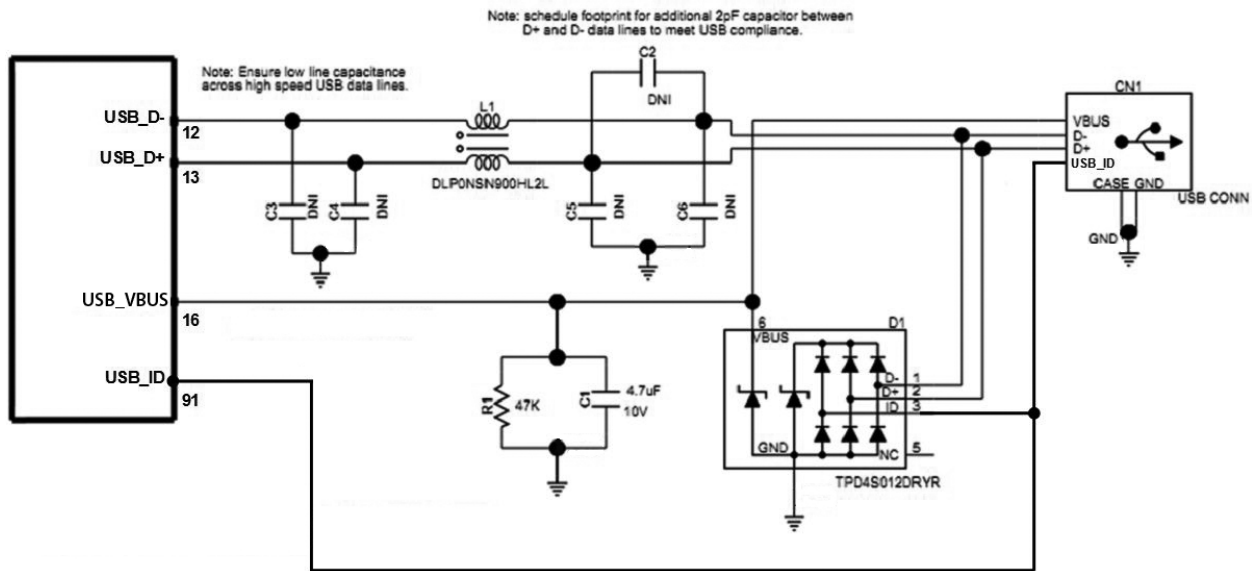 Note: schedule footprint for additional 2pF capacitor between
D+ and D- data lines to meet USB compliance.
C2
DNI
Note: Ensure low line capacitance
across high speed USB data lines.
L1
CN1
USB_D-
12
USB_D+
13
VBUS
D-
D+
USB_ID
DLP0NSN900HL2L
CASE GND
USB CONN
C3
DNI
C4
DNI
C5
DNI
C6
DNI
GND
USB_VBUS
16
6
D1
VBUS
USB_ID
91
R1
47K
C1
4.7uF
10V
D- 1
D+ 2
ID 3
GND
NC 5
TPD4S012DRYR